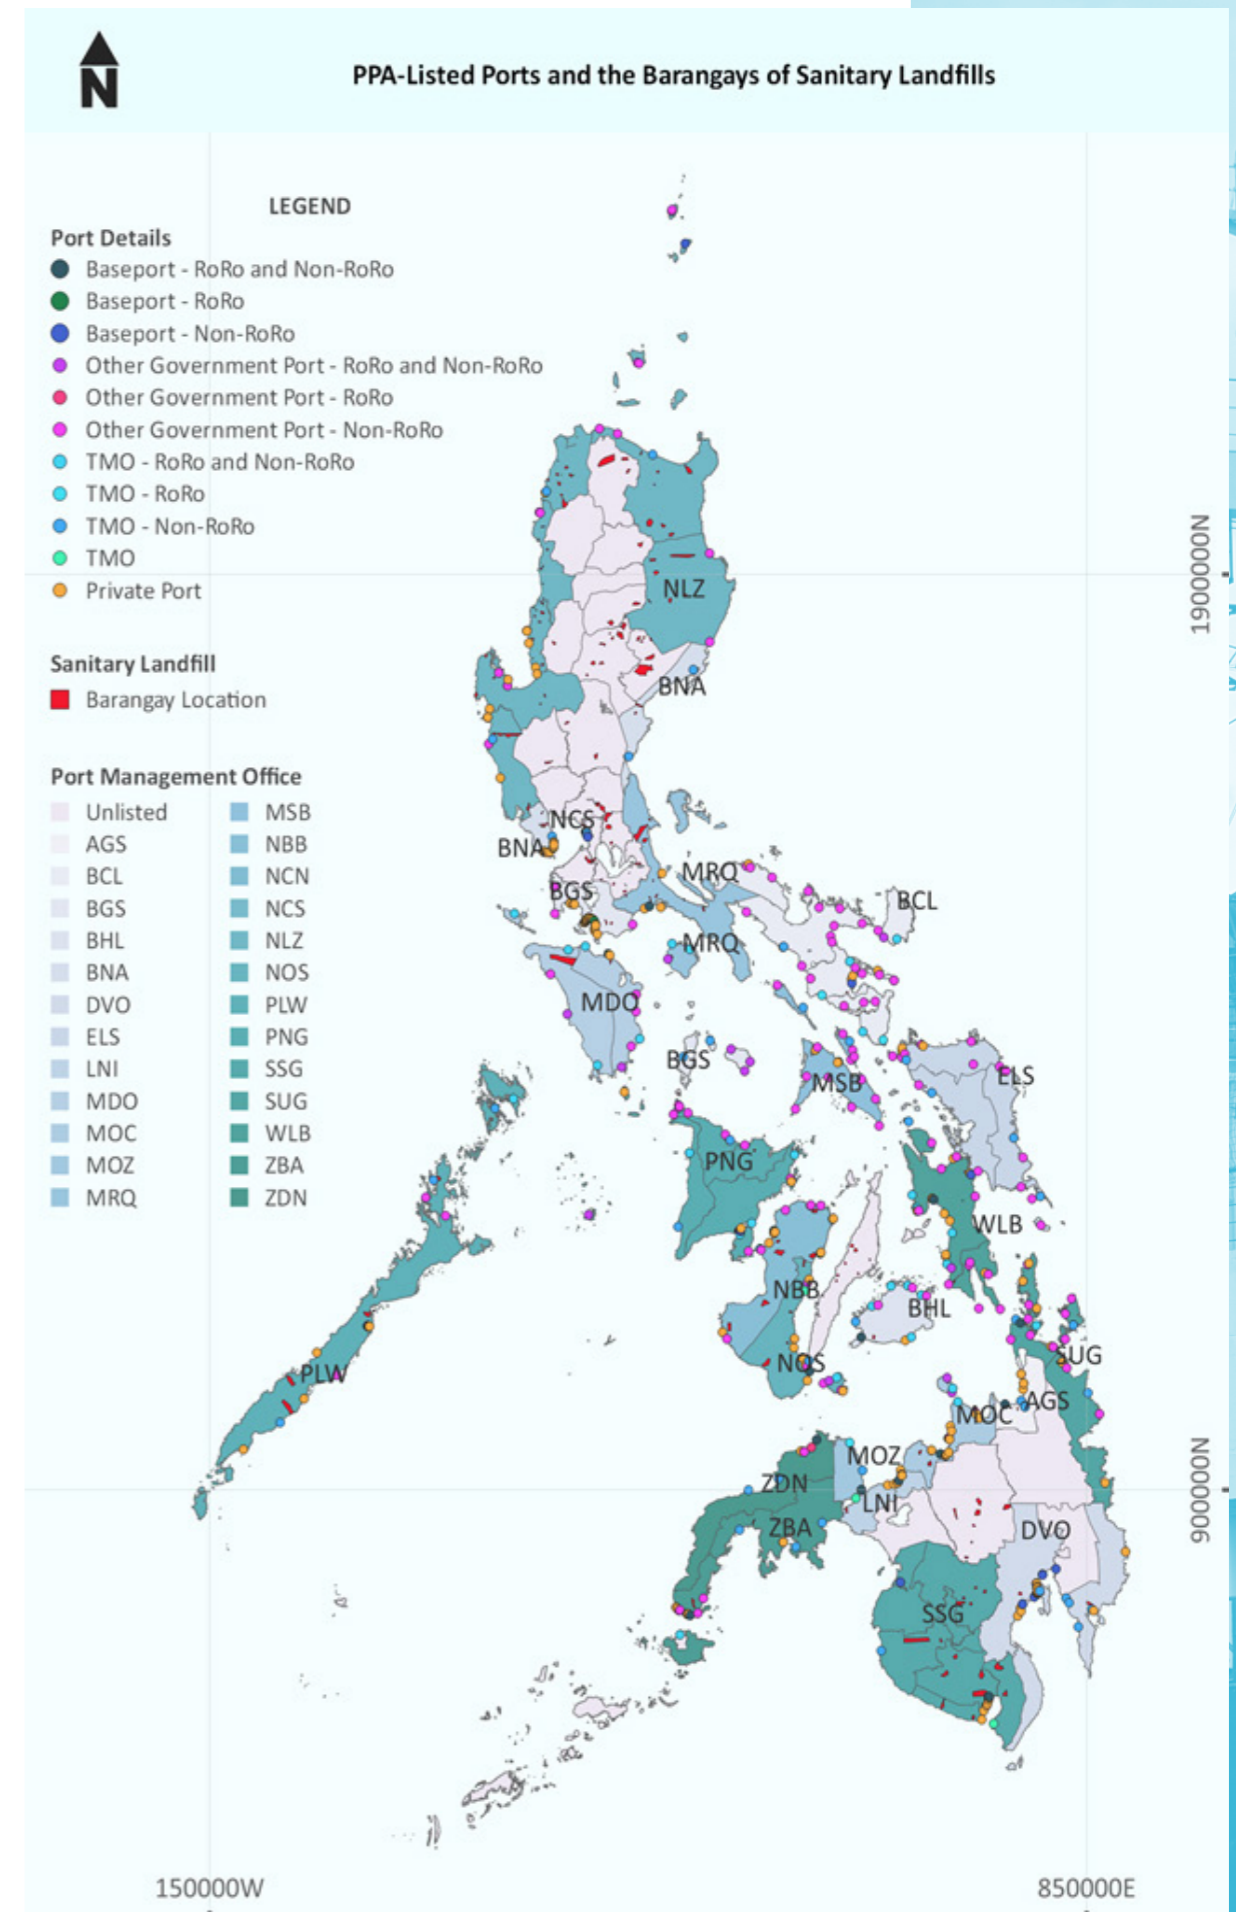 N
PPA-Listed Ports and the Barangays of Sanitary Landfills
LEGEND
Port Details
Baseport - RoRo and Non-RoRo
Baseport - RoRo
Baseport - Non-RoRo
Other Government Port - RoRo and Non-RoRo
Other Government Port - RoRo
Other Government Port - Non-RoRo
TMO - RoRo and Non-RoRo
TMO - RoRo
TMO - Non-RoRo
TMO
Private Port
Sanitary Landfill
Barangay Location
Port Management Office
Unlisted
AGS
BCL
BGS
BHL
BNA
DVO
ELS
LNI
MDO
MOC
MOZ
MRQ
MSB
NBB
NCN
NCS
NLZ
NOS
PLW
PNG
SSG
SUG
WLB
ZBA
ZDN
NLZ
BNA
NCS
BNA
MRQ
BGS
BCL
MRQ
MDO
BGS
MSB
ELS
PNG
WLB
NBB
BHL
NOS
SUG
PLW
AGS
MOC
MOZ
ZDN
LNI
ZBA
DVO
SSG
1900000N
900000N
150000W
850000E